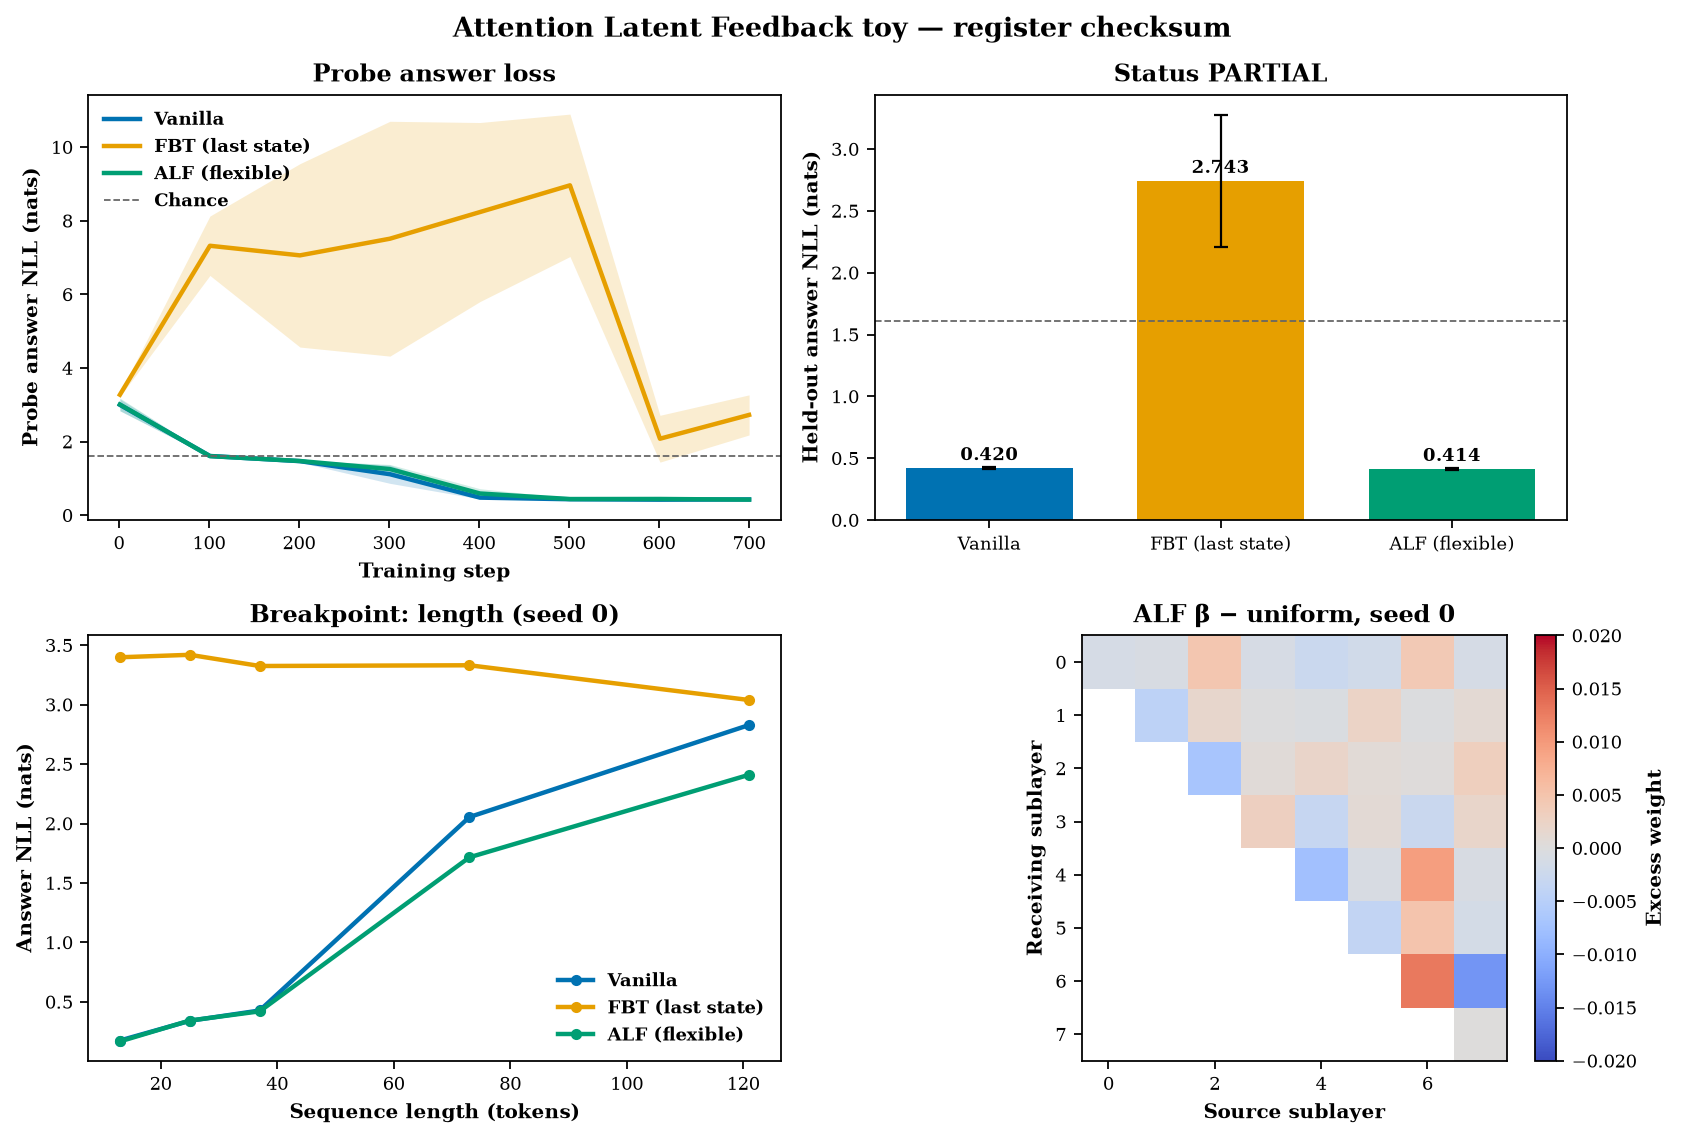 Attention Latent Feedback toy — register checksum
Probe answer loss
Probe answer NLL (nats)
10
8
6
4
2
0
Vanilla
FBT (last state)
ALF (flexible)
Chance
0 100 200 300 400 500 600 700
Training step
Status PARTIAL
Held-out answer NLL (nats)
3.0
2.5
2.0
1.5
1.0
0.5
0.0
0.420
2.743
0.414
Vanilla FBT (last state) ALF (flexible)
Breakpoint: length (seed 0)
Answer NLL (nats)
3.5
3.0
2.5
2.0
1.5
1.0
0.5
Vanilla
FBT (last state)
ALF (flexible)
20 40 60 80 100 120
Sequence length (tokens)
ALF β − uniform, seed 0
Receiving sublayer
0
1
2
3
4
5
6
7
0 2 4 6
Source sublayer
0.020
0.015
0.010
0.005
0.000
−0.005
−0.010
−0.015
−0.020
Excess weight